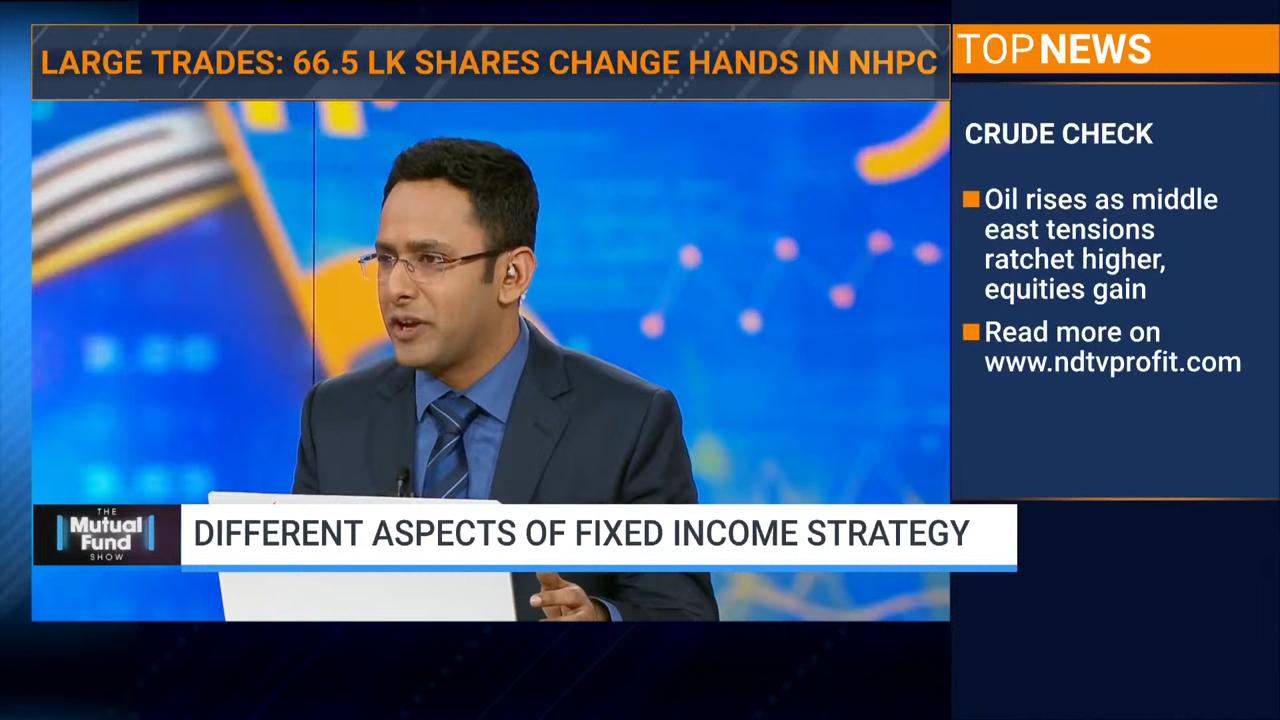 LARGE TRADES: 66.5 LK SHARES CHANGE HANDS IN NHPC
TOP NEWS
CRUDE CHECK
Oil rises as middle
east tensions
ratchet higher,
equities gain
Read more on
www.ndtvprofit.com
THE
Mutual
Fund
SHOW
DIFFERENT ASPECTS OF FIXED INCOME STRATEGY